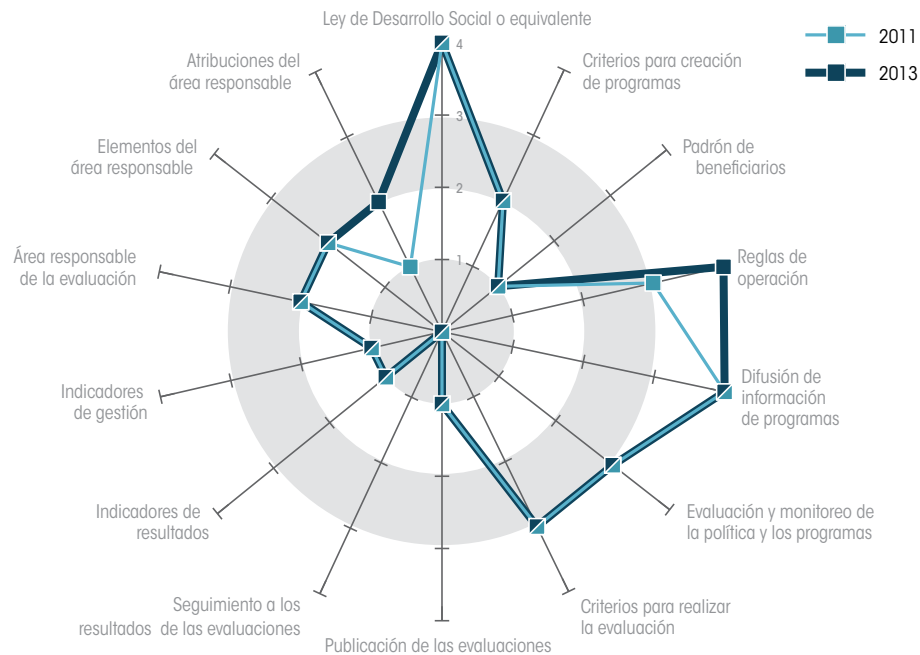 Ley de Desarrollo Social o equivalente
2011
2013
4
3
2
1
Criterios para creación
de programas
Padrón de
beneficiarios
Reglas de
operación
Difusión de
información
de programas
Evaluación y monitoreo de
la política y los programas
Criterios para realizar
la evaluación
Publicación de las evaluaciones
Seguimiento a los
resultados de las evaluaciones
Indicadores de
resultados
Indicadores
de gestión
Área responsable
de la evaluación
Elementos del
área responsable
Atribuciones del
área responsable